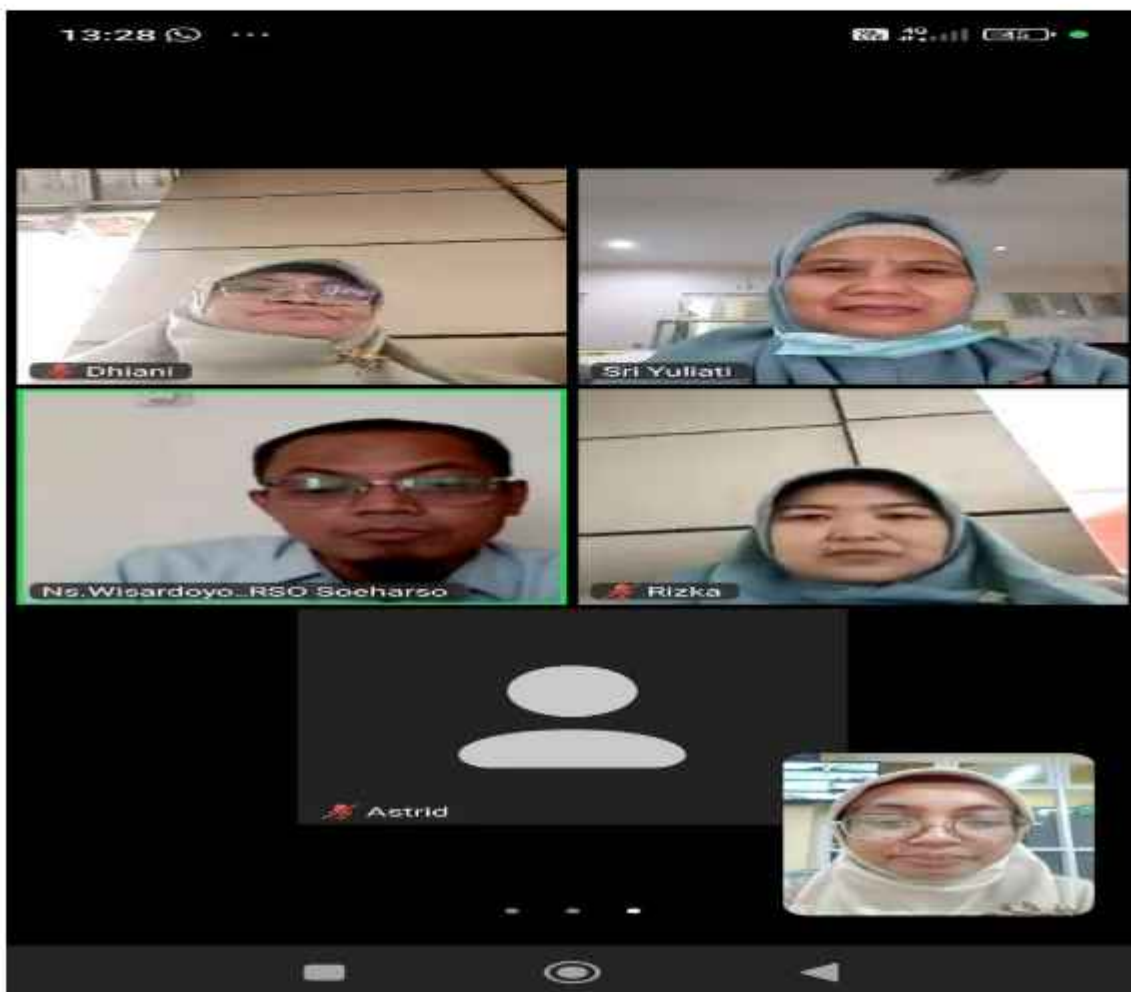 13:28
Dhiani
Sri Yuliati
Ns.Wisardoyo_RSO Soeharso
Rizka
Astrid